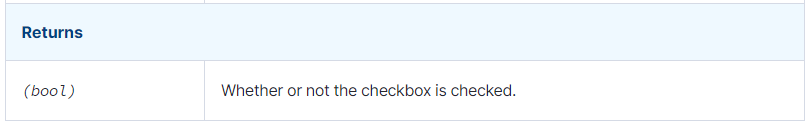 Returns
(bool)
Whether or not the checkbox is checked.